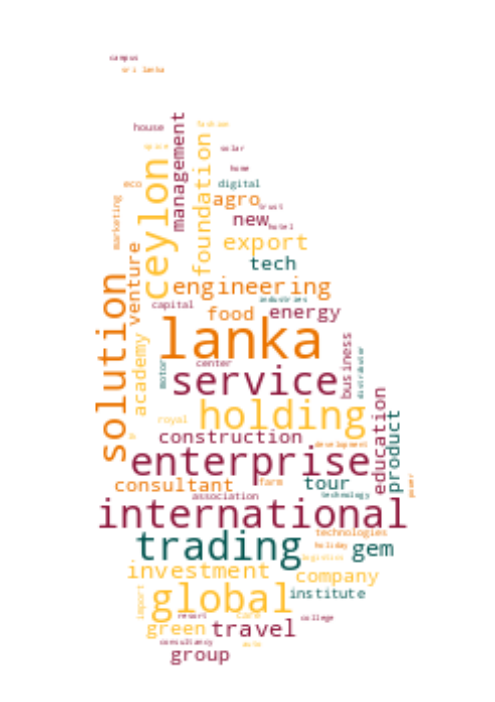 campus
sri lanka
house
management
fashion
space
solar
foundation
ceylon
home
eco
digital
agro
trust
marketing
new
hotel
export
venture
tech
solution
engineering
industries
capital
food
energy
lanka
business
academy
motor
center
distributor
service
education
holding
royal
product
construction
development
enterprise
power
consultant
farm
tour
association
technology
international
trading
technologies
holiday
gem
logistics
investment
company
global
import
institute
resort
care
college
green
travel
consultancy
auto
group